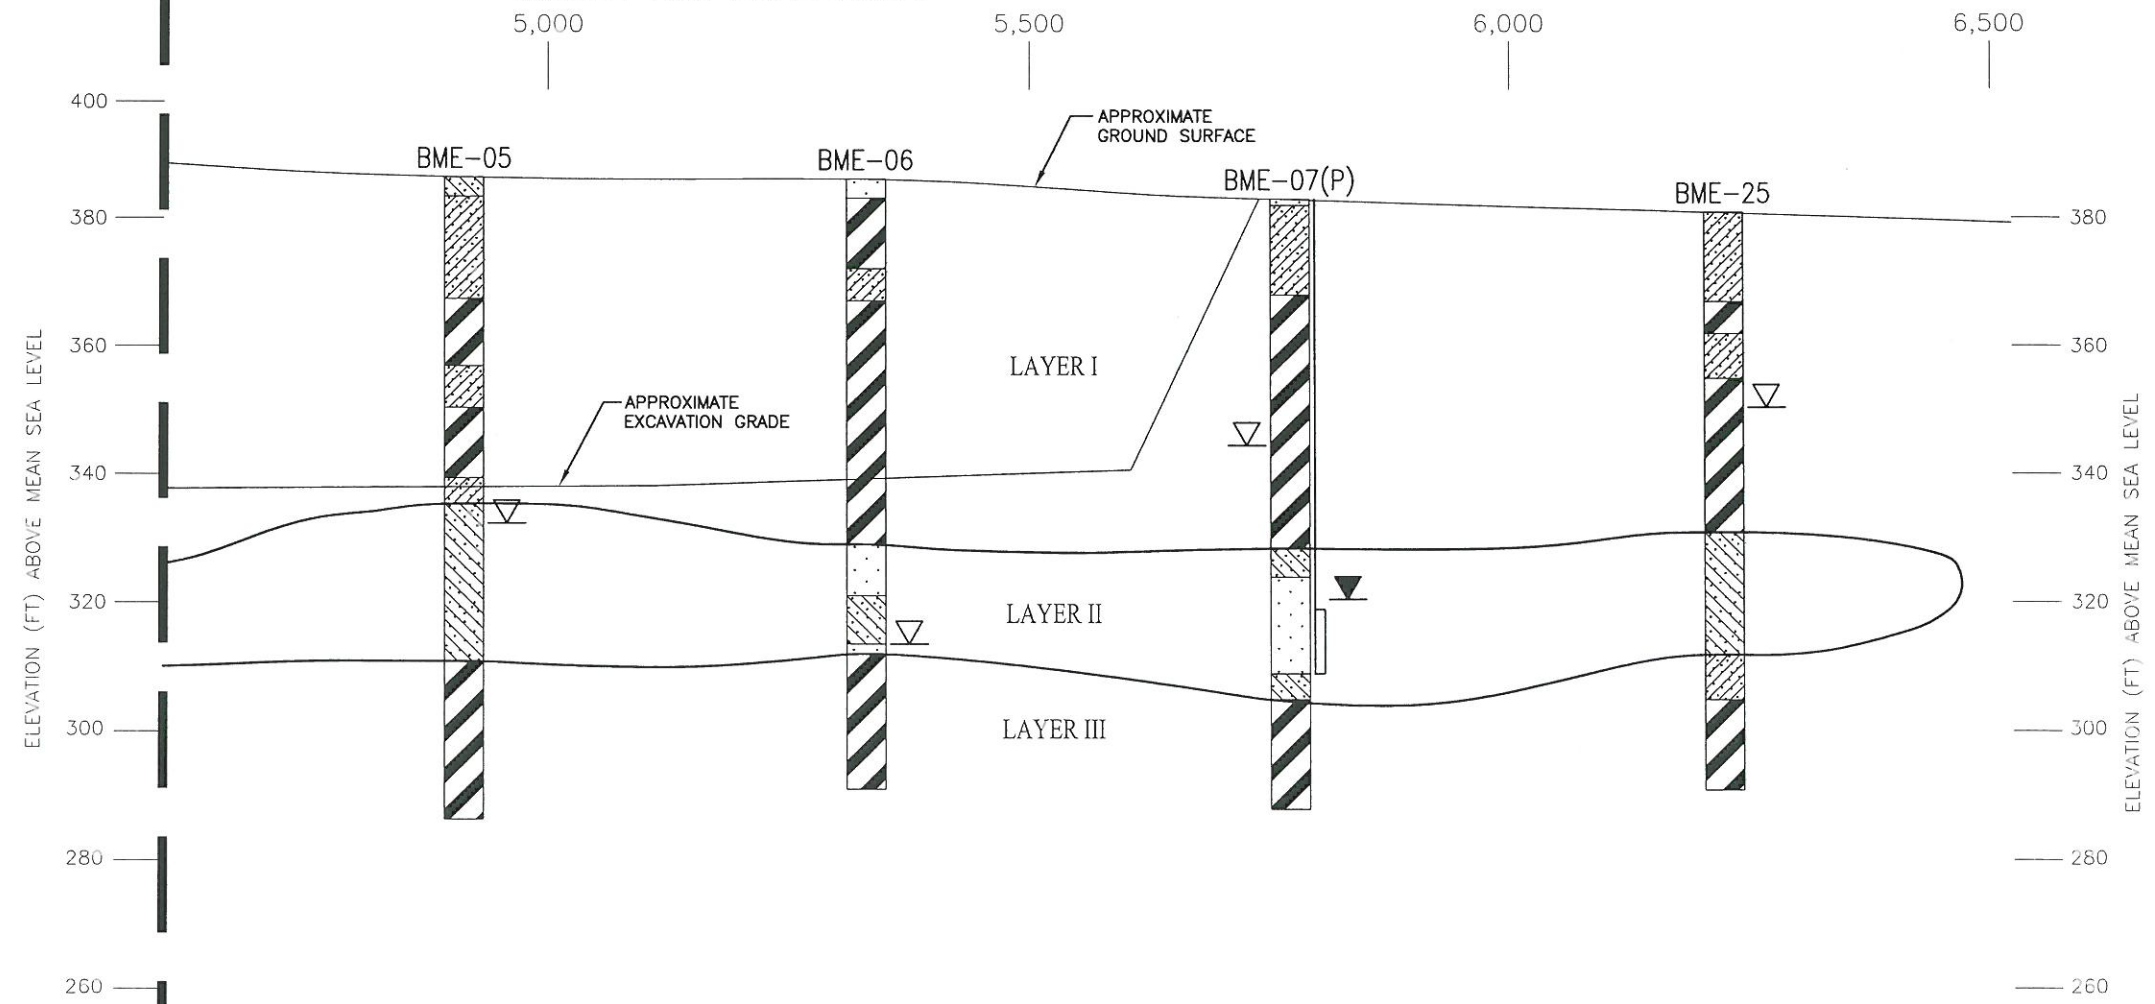 5,000 5,500 6,000 6,500
400
APPROXIMATE
GROUND SURFACE
BME-05 BME-06
BME-07(P) BME-25
380 380
360 360
LAYER I
APPROXIMATE
EXCAVATION GRADE
340 340
320 320
LAYER II
300 300
LAYER III
280 280
260 260
ELEVATION (FT) ABOVE MEAN SEA LEVEL
ELEVATION (FT) ABOVE MEAN SEA LEVEL